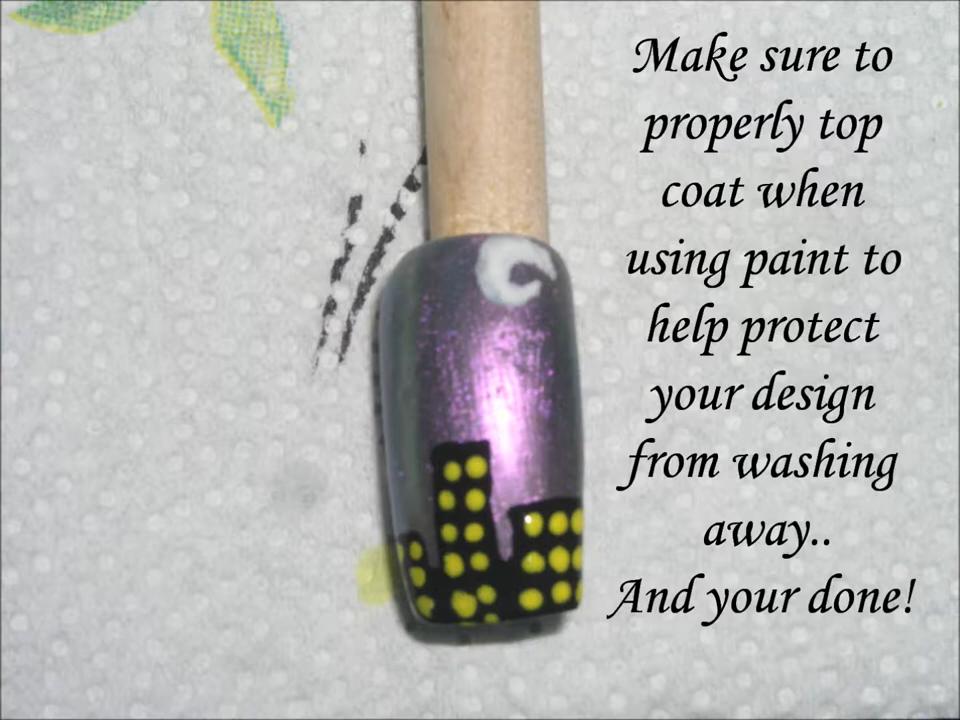 Make sure to
properly top
coat when
using paint to
help protect
your design
from washing
away..
And your done!